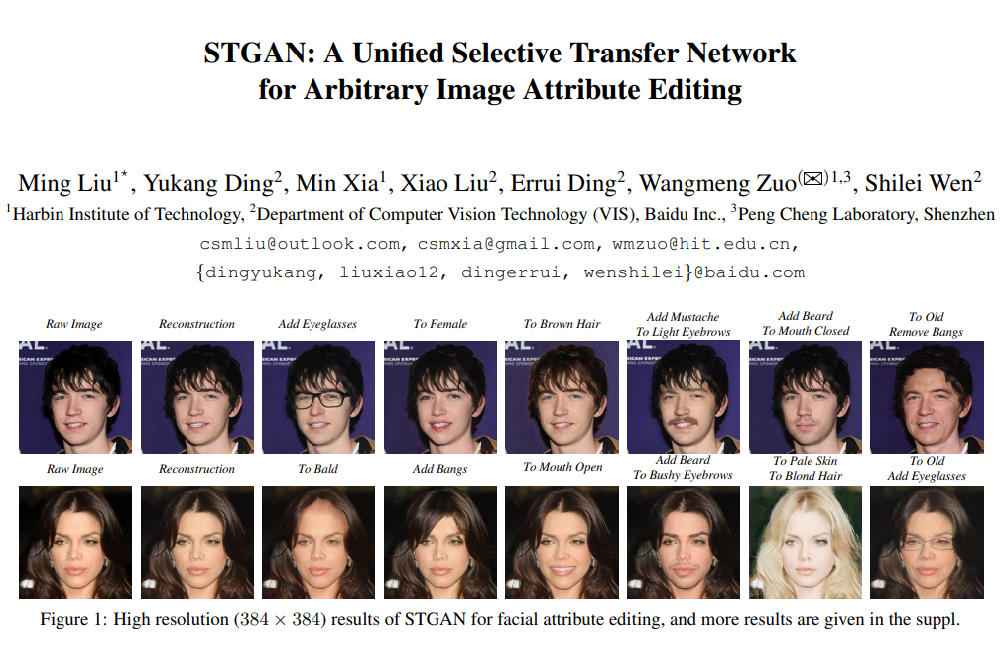 STGAN: A Unified Selective Transfer Network
for Arbitrary Image Attribute Editing
Ming Liu1*, Yukang Ding2, Min Xia1, Xiao Liu2, Errui Ding2, Wangmeng Zuo(✉)1,3, Shilei Wen2
1Harbin Institute of Technology, 2Department of Computer Vision Technology (VIS), Baidu Inc., 3Peng Cheng Laboratory, Shenzhen
csmliu@outlook.com, csmxia@gmail.com, wmzuo@hit.edu.cn,
{dingyukang, liuxiao12, dingerrui, wenshilei}@baidu.com
Raw Image
Reconstruction
Add Eyeglasses
To Female
To Brown Hair
Add Mustache
To Light Eyebrows
Add Beard
To Mouth Closed
To Old
Remove Bangs
Raw Image
Reconstruction
To Bald
Add Bangs
To Mouth Open
Add Beard
To Bushy Eyebrows
To Pale Skin
To Blond Hair
To Old
Add Eyeglasses
Figure 1: High resolution (384 × 384) results of STGAN for facial attribute editing, and more results are given in the suppl.